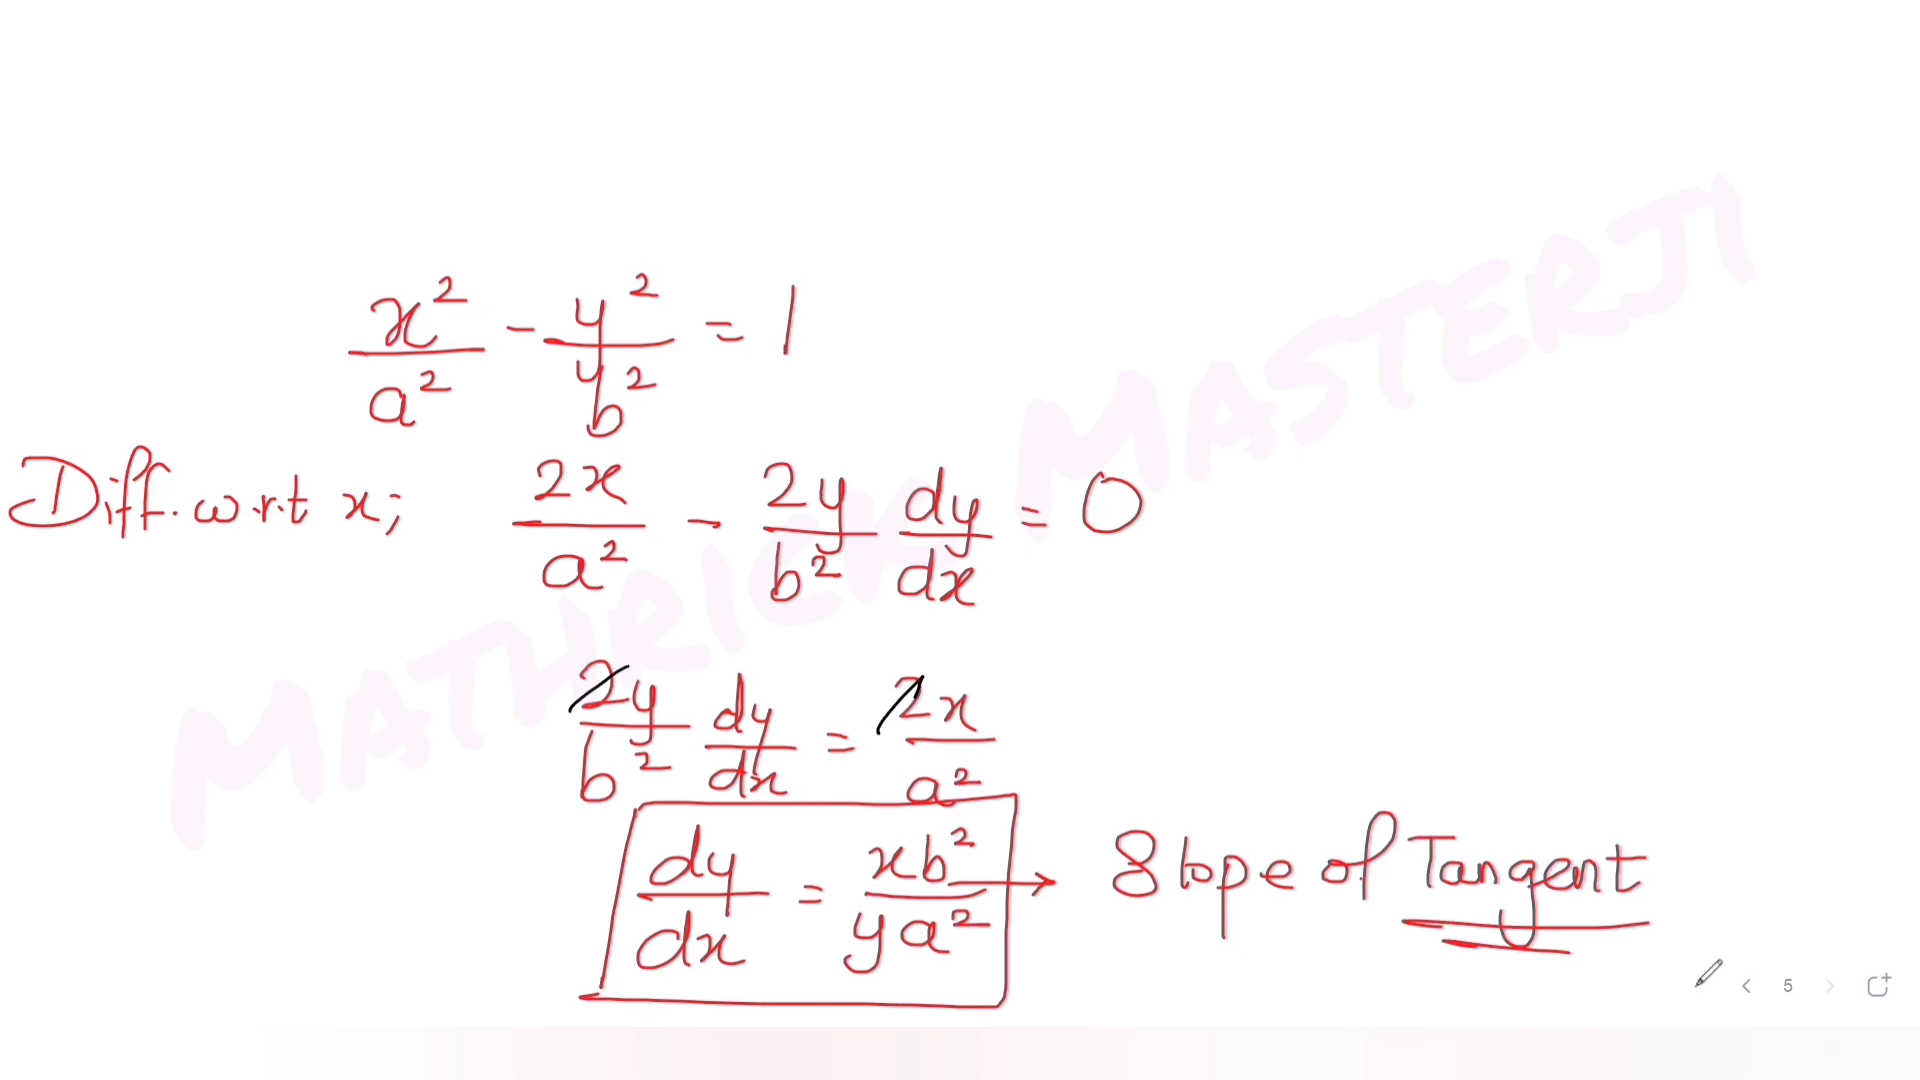 x²/a² - y²/b² = 1
Diff. w.r.t x; 2x/a² - 2y/b² dy/dx = 0
2y/b² dy/dx = 2x/a²
dy/dx = xb²/ya² → Slope of Tangent
MATHRICK MASTERJI
5